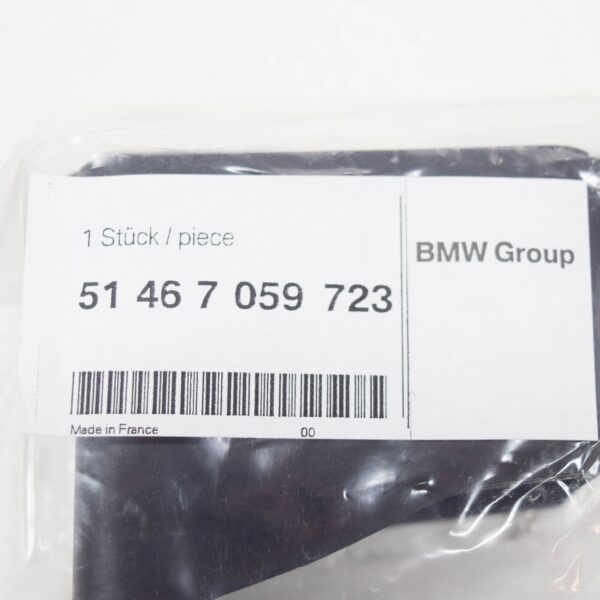 1 Stück / piece
BMW Group
51 46 7 059 723
Made in France 00